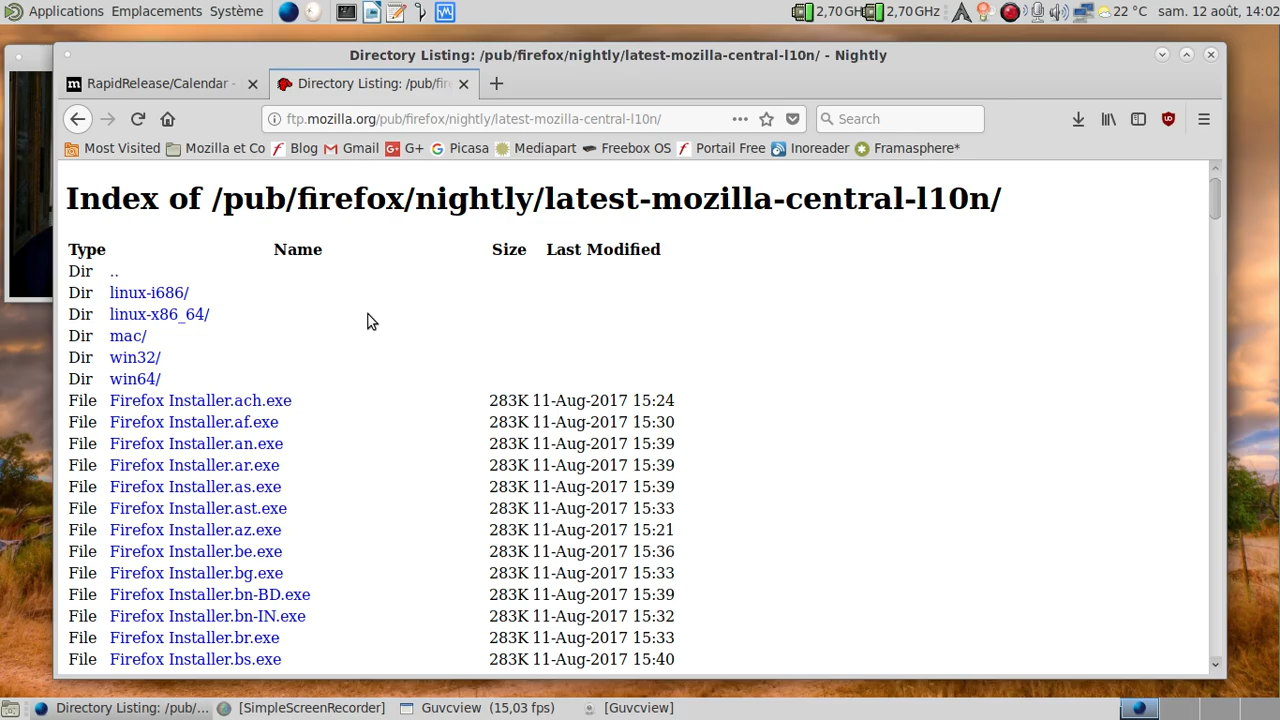 Applications Emplacements Système 2,70 GH 2,70 GHz 22 °C sam. 12 août, 14:02
Directory Listing: /pub/firefox/nightly/latest-mozilla-central-l10n/ - Nightly
m RapidRelease/Calendar - Directory Listing: /pub/fir
ftp.mozilla.org/pub/firefox/nightly/latest-mozilla-central-l10n/ Search
Most Visited Mozilla et Co Blog Gmail G+ Picasa Mediapart Freebox OS Portail Free Inoreader Framasphere*
Index of /pub/firefox/nightly/latest-mozilla-central-l10n/
Type Name Size Last Modified
Dir ..
Dir linux-i686/
Dir linux-x86_64/
Dir mac/
Dir win32/
Dir win64/
File Firefox Installer.ach.exe 283K 11-Aug-2017 15:24
File Firefox Installer.af.exe 283K 11-Aug-2017 15:30
File Firefox Installer.an.exe 283K 11-Aug-2017 15:39
File Firefox Installer.ar.exe 283K 11-Aug-2017 15:39
File Firefox Installer.as.exe 283K 11-Aug-2017 15:39
File Firefox Installer.ast.exe 283K 11-Aug-2017 15:33
File Firefox Installer.az.exe 283K 11-Aug-2017 15:21
File Firefox Installer.be.exe 283K 11-Aug-2017 15:36
File Firefox Installer.bg.exe 283K 11-Aug-2017 15:33
File Firefox Installer.bn-BD.exe 283K 11-Aug-2017 15:39
File Firefox Installer.bn-IN.exe 283K 11-Aug-2017 15:32
File Firefox Installer.br.exe 283K 11-Aug-2017 15:33
File Firefox Installer.bs.exe 283K 11-Aug-2017 15:40
Directory Listing: /pub/... [SimpleScreenRecorder] Guvcview (15,03 fps) [Guvcview]